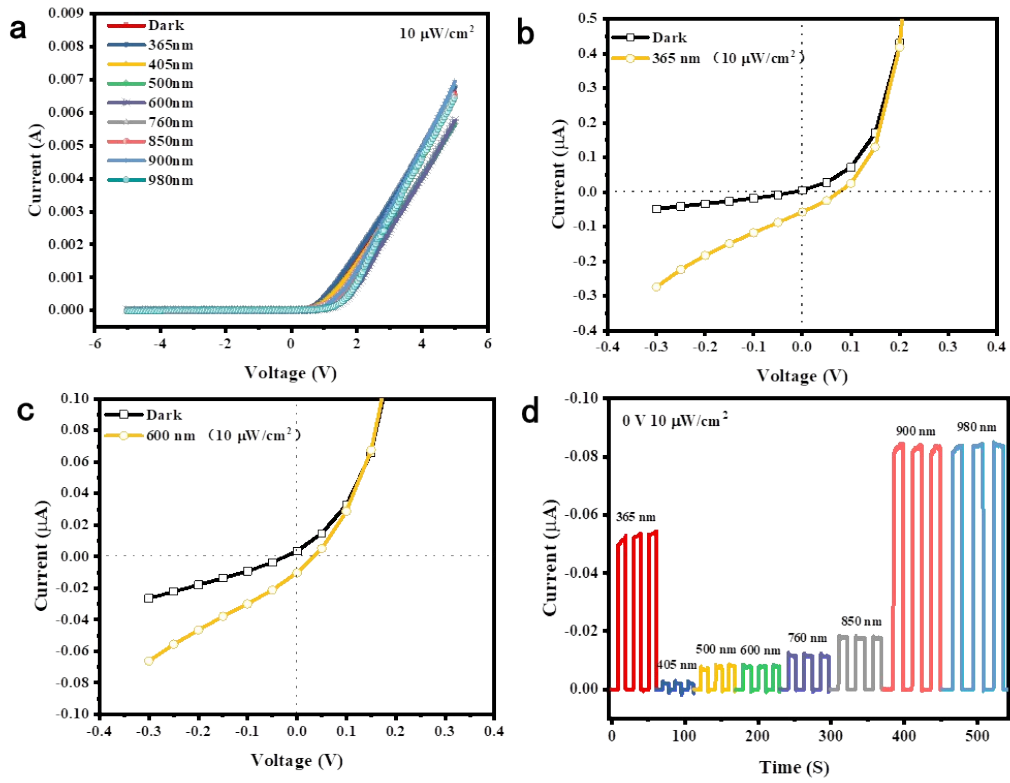 a
10 μW/cm²
Dark
365nm
405nm
500nm
600nm
760nm
850nm
900nm
980nm
0.009
0.008
0.007
0.006
0.005
0.004
0.003
0.002
0.001
0.000
Current (A)
-6 -4 -2 0 2 4 6
Voltage (V)
b
Dark
365 nm （10 μW/cm²）
0.5
0.4
0.3
0.2
0.1
0.0
-0.1
-0.2
-0.3
-0.4
Current (μA)
-0.4 -0.3 -0.2 -0.1 0.0 0.1 0.2 0.3 0.4
Voltage (V)
c
Dark
600 nm （10 μW/cm²）
0.10
0.08
0.06
0.04
0.02
0.00
-0.02
-0.04
-0.06
-0.08
-0.10
Current (μA)
-0.4 -0.3 -0.2 -0.1 0.0 0.1 0.2 0.3 0.4
Voltage (V)
d
0 V 10 μW/cm²
-0.10
-0.08
-0.06
-0.04
-0.02
0.00
Current (μA)
365 nm
405 nm
500 nm
600 nm
760 nm
850 nm
900 nm
980 nm
0 100 200 300 400 500
Time (S)